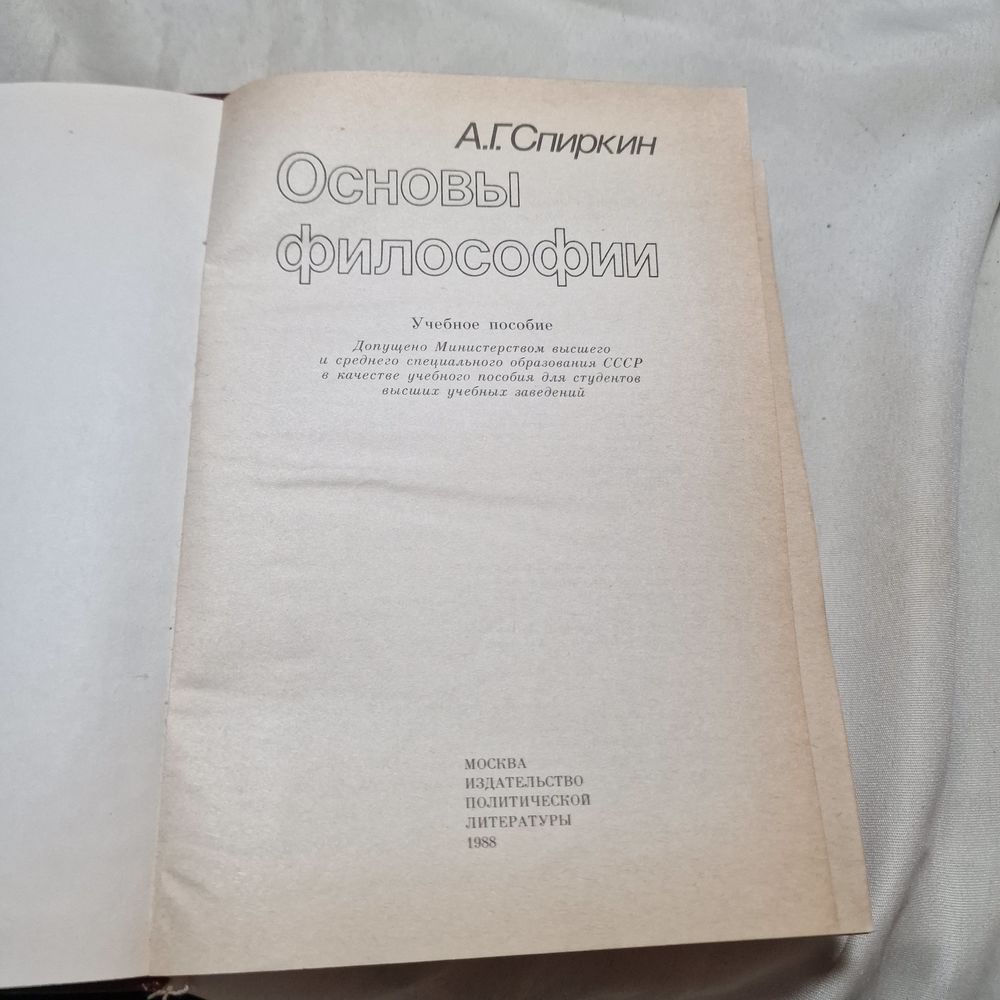 А.Г.Спиркин
Основы
философии
Учебное пособие
Допущено Министерством высшего
и среднего специального образования СССР
в качестве учебного пособия для студентов
высших учебных заведений
МОСКВА
ИЗДАТЕЛЬСТВО
ПОЛИТИЧЕСКОЙ
ЛИТЕРАТУРЫ
1988